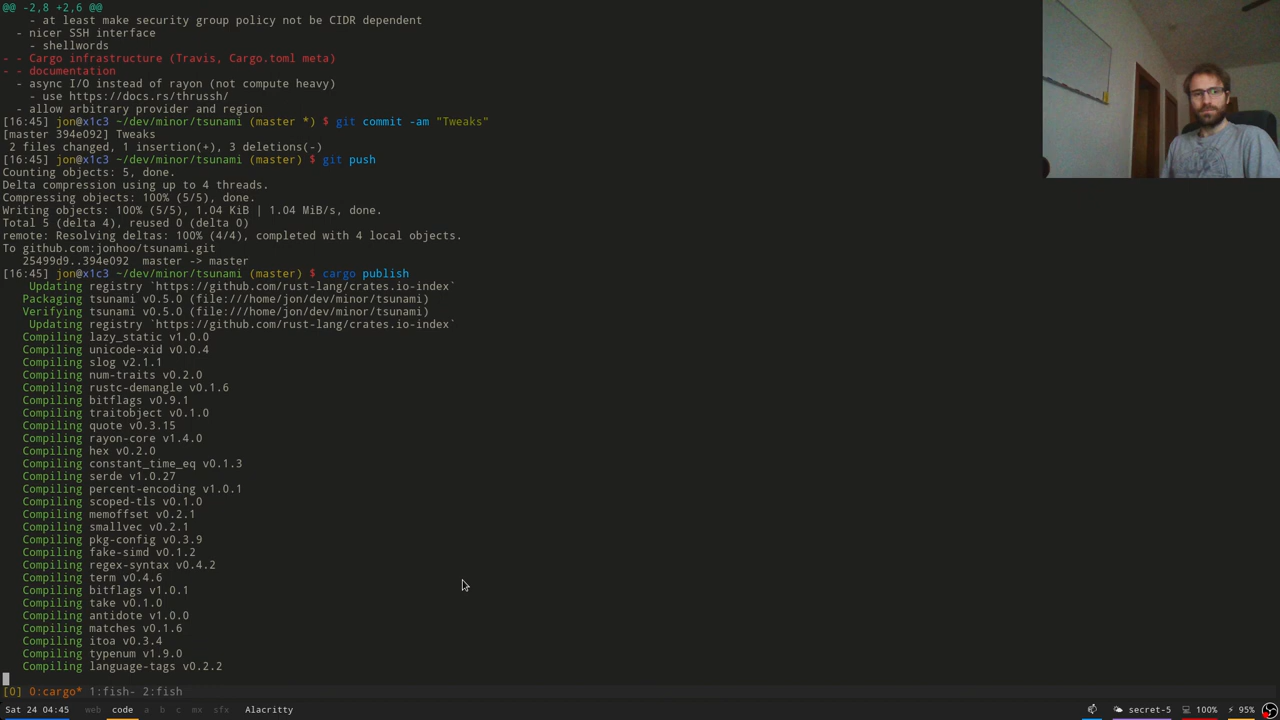 @@ -2,8 +2,6 @@
    - at least make security group policy not be CIDR dependent
  - nicer SSH interface
    - shellwords
- - Cargo infrastructure (Travis, Cargo.toml meta)
- - documentation
  - async I/O instead of rayon (not compute heavy)
    - use https://docs.rs/thrussh/
  - allow arbitrary provider and region
[16:45] jon@x1c3 ~/dev/minor/tsunami (master *) $ git commit -am "Tweaks"
[master 394e092] Tweaks
 2 files changed, 1 insertion(+), 3 deletions(-)
[16:45] jon@x1c3 ~/dev/minor/tsunami (master) $ git push
Counting objects: 5, done.
Delta compression using up to 4 threads.
Compressing objects: 100% (5/5), done.
Writing objects: 100% (5/5), 1.04 KiB | 1.04 MiB/s, done.
Total 5 (delta 4), reused 0 (delta 0)
remote: Resolving deltas: 100% (4/4), completed with 4 local objects.
To github.com:jonhoo/tsunami.git
   25499d9..394e092  master -> master
[16:45] jon@x1c3 ~/dev/minor/tsunami (master) $ cargo publish
    Updating registry `https://github.com/rust-lang/crates.io-index`
   Packaging tsunami v0.5.0 (file:///home/jon/dev/minor/tsunami)
   Verifying tsunami v0.5.0 (file:///home/jon/dev/minor/tsunami)
    Updating registry `https://github.com/rust-lang/crates.io-index`
   Compiling lazy_static v1.0.0
   Compiling unicode-xid v0.0.4
   Compiling slog v2.1.1
   Compiling num-traits v0.2.0
   Compiling rustc-demangle v0.1.6
   Compiling bitflags v0.9.1
   Compiling traitobject v0.1.0
   Compiling quote v0.3.15
   Compiling rayon-core v1.4.0
   Compiling hex v0.2.0
   Compiling constant_time_eq v0.1.3
   Compiling serde v1.0.27
   Compiling percent-encoding v1.0.1
   Compiling scoped-tls v0.1.0
   Compiling memoffset v0.2.1
   Compiling smallvec v0.2.1
   Compiling pkg-config v0.3.9
   Compiling fake-simd v0.1.2
   Compiling regex-syntax v0.4.2
   Compiling term v0.4.6
   Compiling bitflags v1.0.1
   Compiling take v0.1.0
   Compiling antidote v1.0.0
   Compiling matches v0.1.6
   Compiling itoa v0.3.4
   Compiling typenum v1.9.0
   Compiling language-tags v0.2.2
[0] 0:cargo* 1:fish- 2:fish
Sat 24 04:45 web code a b c mx sfx Alacritty secret-5 100% 95%